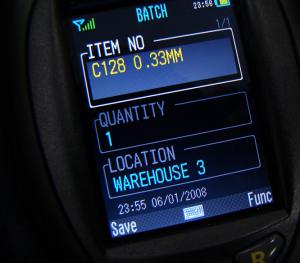 23:56
BATCH
1/1
ITEM NO
C128 0.33MM
QUANTITY
1
LOCATION
WAREHOUSE 3
23:55 06/01/2008
Save Func
R